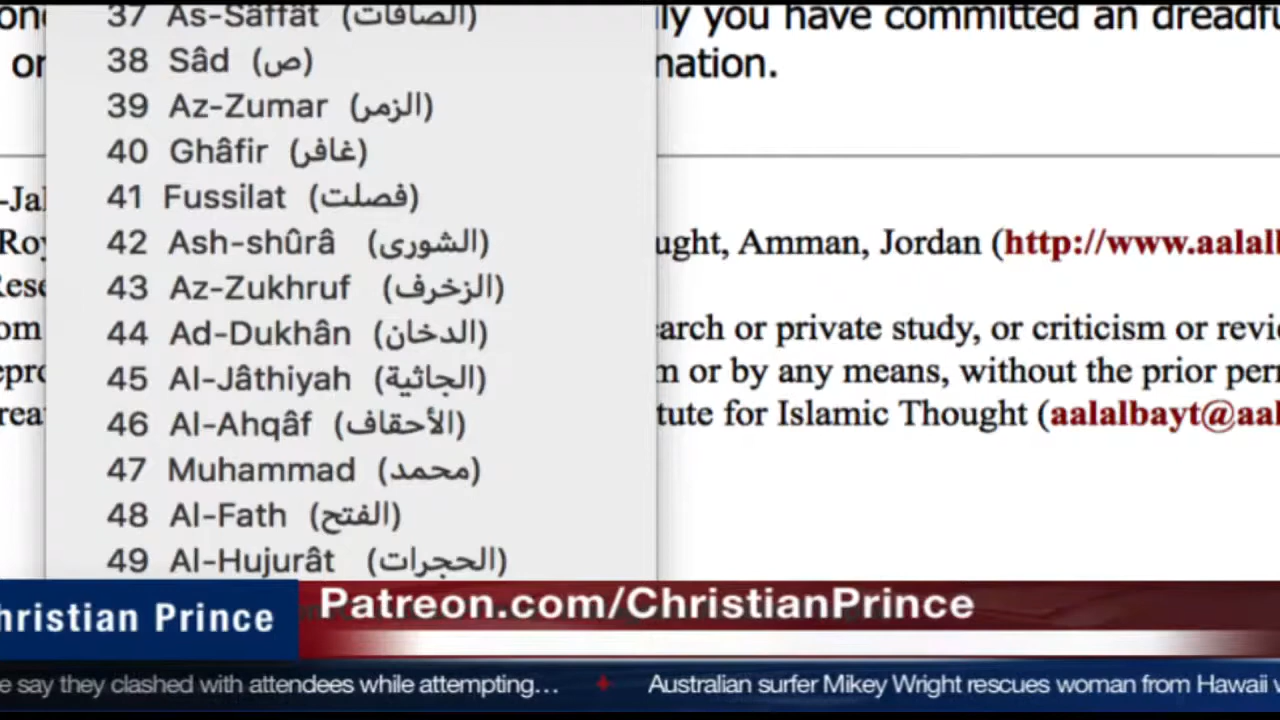 37 As-Sâffât (الصافات)
38 Sâd (ص)
39 Az-Zumar (الزمر)
40 Ghâfir (غافر)
41 Fussilat (فصلت)
42 Ash-shûrâ (الشورى)
43 Az-Zukhruf (الزخرف)
44 Ad-Dukhân (الدخان)
45 Al-Jâthiyah (الجاثية)
46 Al-Ahqâf (الأحقاف)
47 Muhammad (محمد)
48 Al-Fath (الفتح)
49 Al-Hujurât (الحجرات)
ly you have committed an dreadfu
nation.
ught, Amman, Jordan (http://www.aalal
arch or private study, or criticism or revie
m or by any means, without the prior per
tute for Islamic Thought (aalalbayt@aal
hristian Prince
Patreon.com/ChristianPrince
e say they clashed with attendees while attempting... Australian surfer Mikey Wright rescues woman from Hawaii